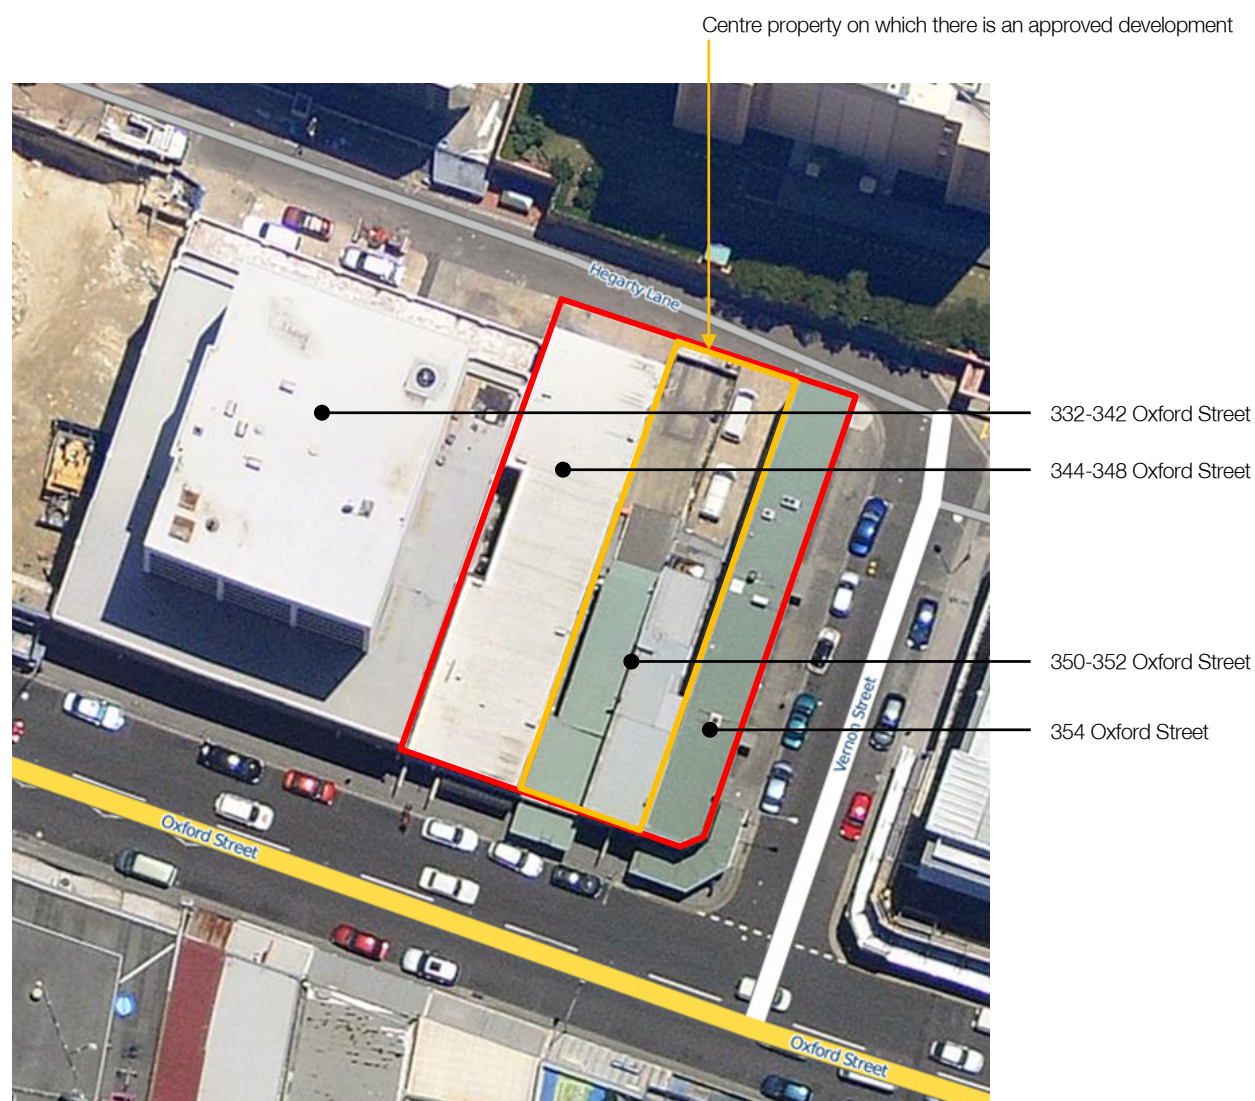 Centre property on which there is an approved development
Hegarty Lane
332-342 Oxford Street
344-348 Oxford Street
350-352 Oxford Street
354 Oxford Street
Vernon Street
Oxford Street
Oxford Street